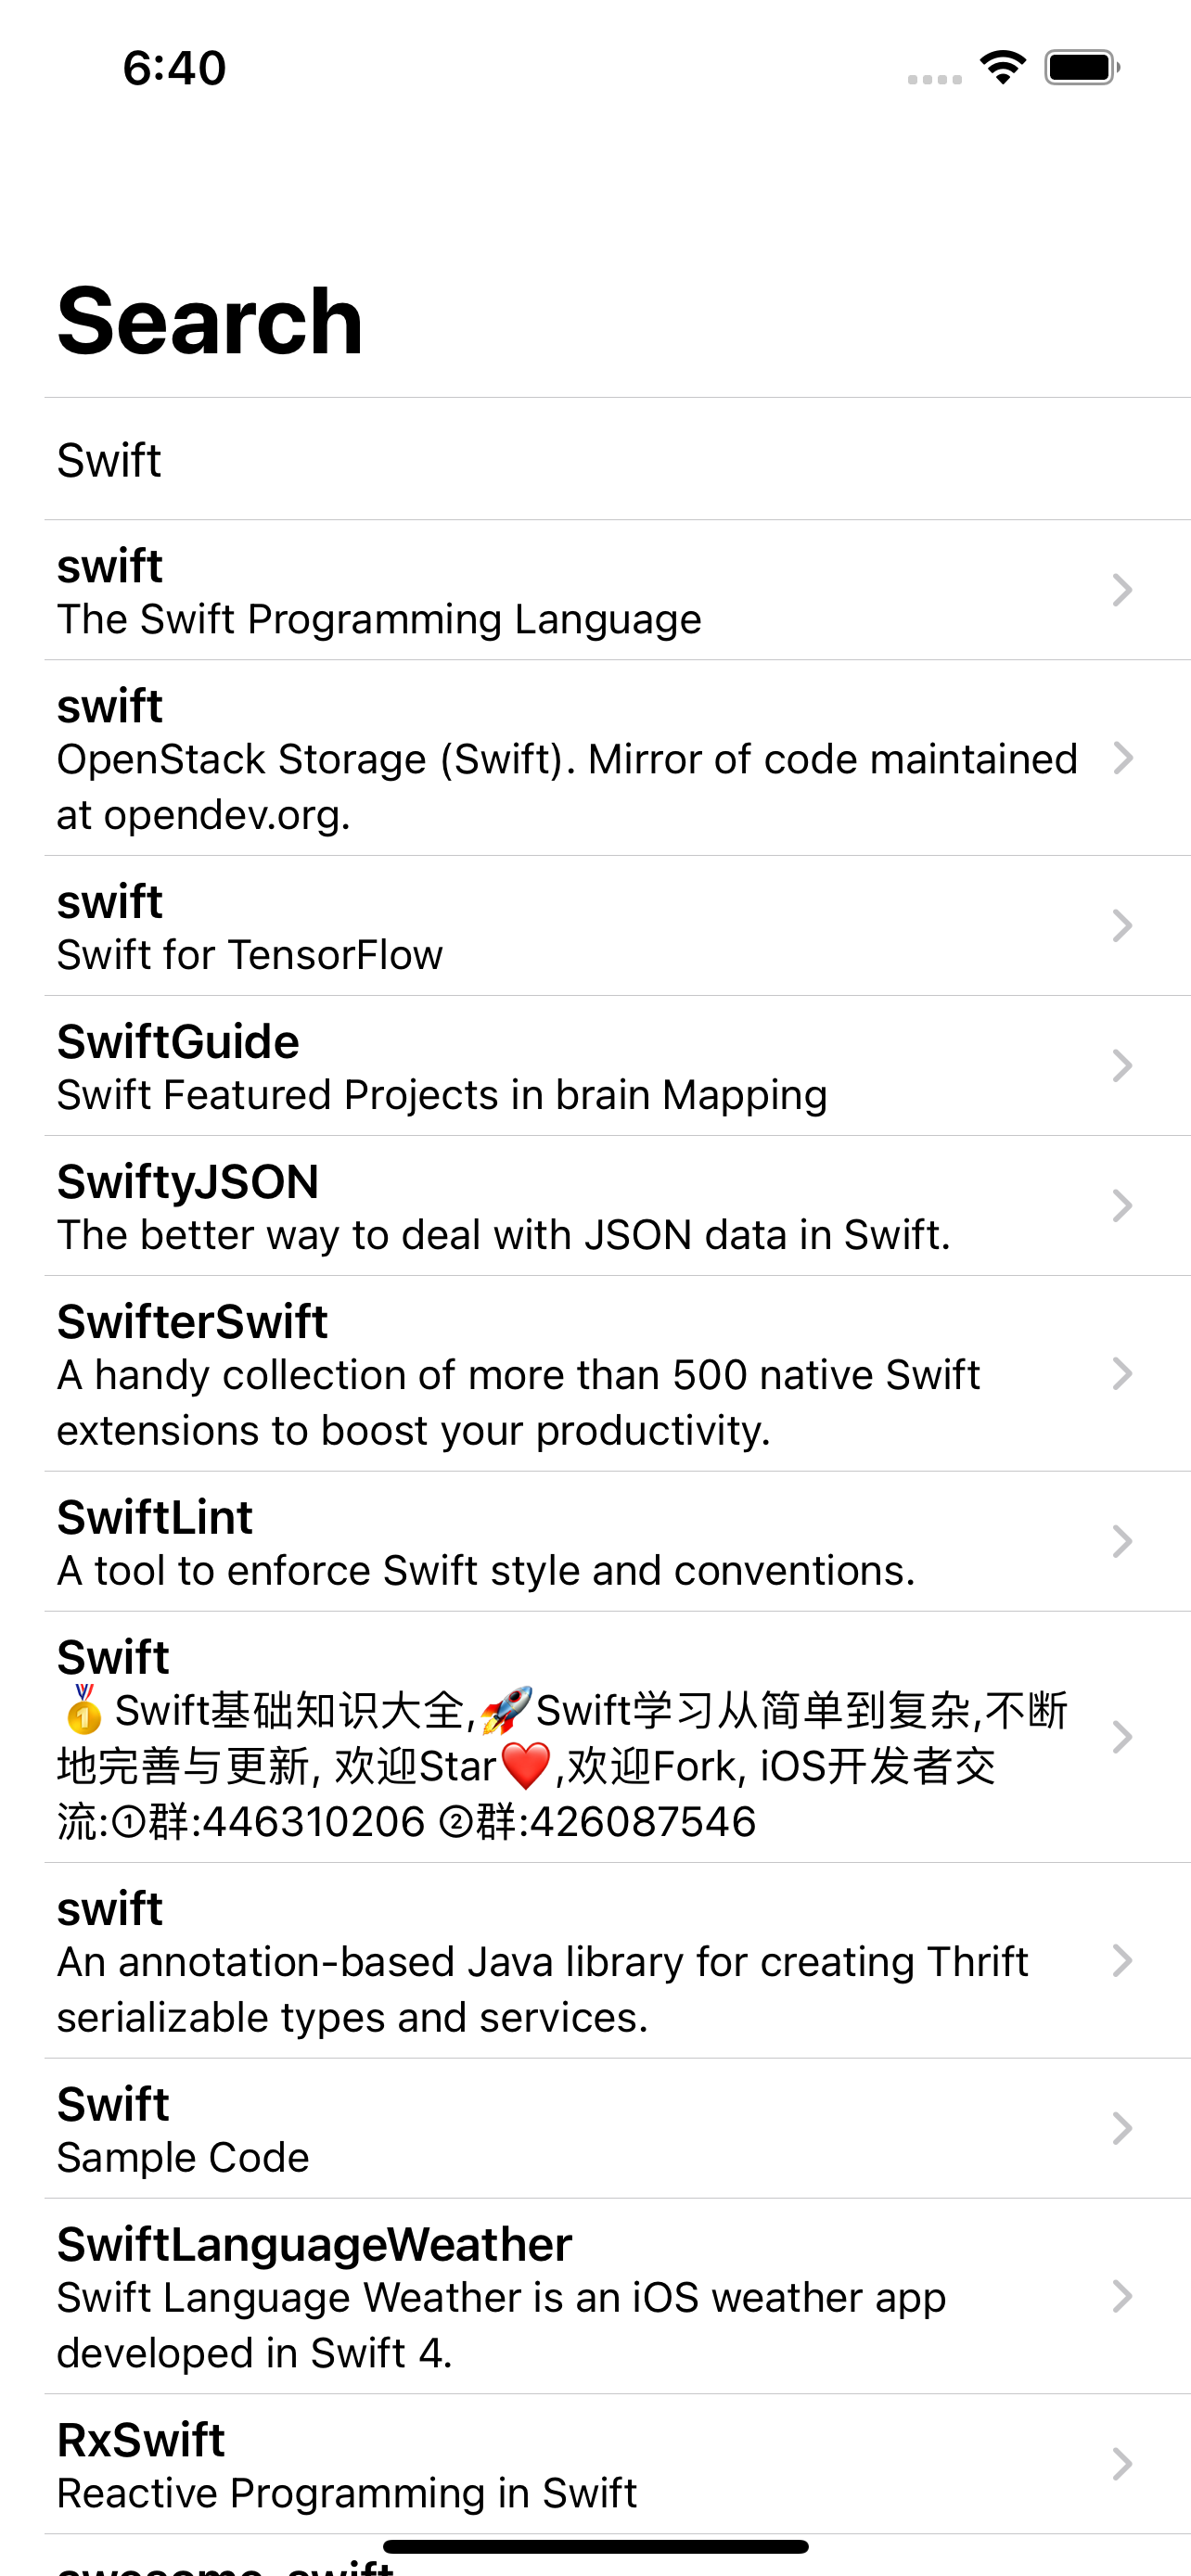 6:40
Search
Swift
swift
The Swift Programming Language
swift
OpenStack Storage (Swift). Mirror of code maintained
at opendev.org.
swift
Swift for TensorFlow
SwiftGuide
Swift Featured Projects in brain Mapping
SwiftyJSON
The better way to deal with JSON data in Swift.
SwifterSwift
A handy collection of more than 500 native Swift
extensions to boost your productivity.
SwiftLint
A tool to enforce Swift style and conventions.
Swift
🥇Swift基础知识大全,🚀Swift学习从简单到复杂,不断
地完善与更新, 欢迎Star❤️,欢迎Fork, iOS开发者交
流:①群:446310206 ②群:426087546
swift
An annotation-based Java library for creating Thrift
serializable types and services.
Swift
Sample Code
SwiftLanguageWeather
Swift Language Weather is an iOS weather app
developed in Swift 4.
RxSwift
Reactive Programming in Swift
awesome-swift